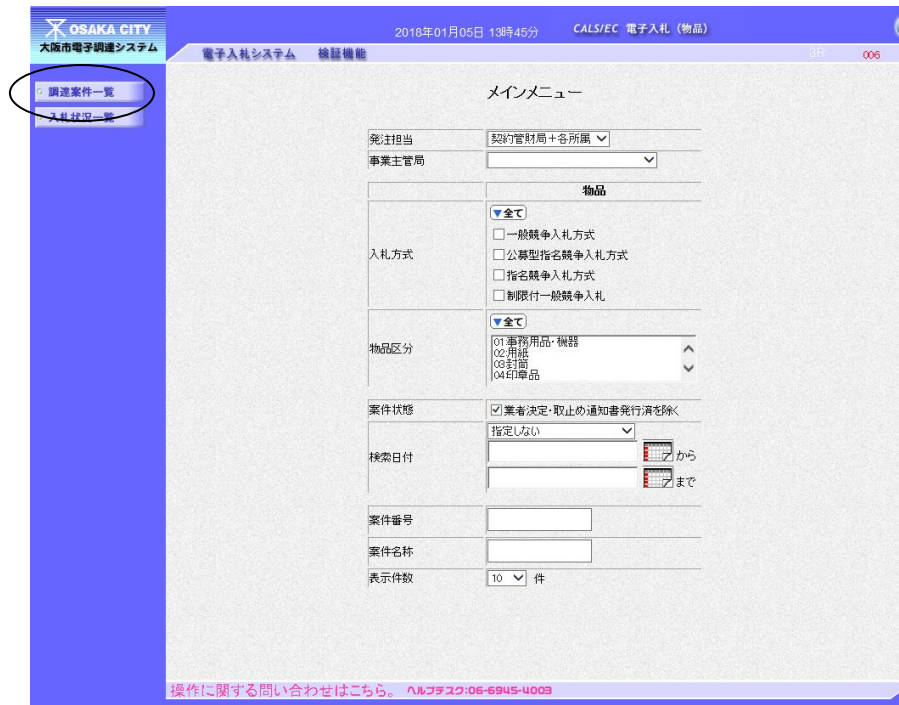 OSAKA CITY
大阪市電子調達システム
2018年01月05日 13時45分
CALS/EC 電子入札（物品）
電子入札システム 検証機能
BR
006
調達案件一覧
入札状況一覧
メインメニュー
発注担当 契約管財局＋各所属
事業主管局
物品
▼全て
入札方式
一般競争入札方式
公募型指名競争入札方式
指名競争入札方式
制限付一般競争入札
▼全て
物品区分
01:事務用品・機器
02:用紙
03:封筒
04:印章品
案件状態 業者決定・取止め通知書発行済を除く
指定しない
検索日付
から
まで
案件番号
案件名称
表示件数 10 件
操作に関する問い合わせはこちら。 ヘルプデスク:06-6945-4003